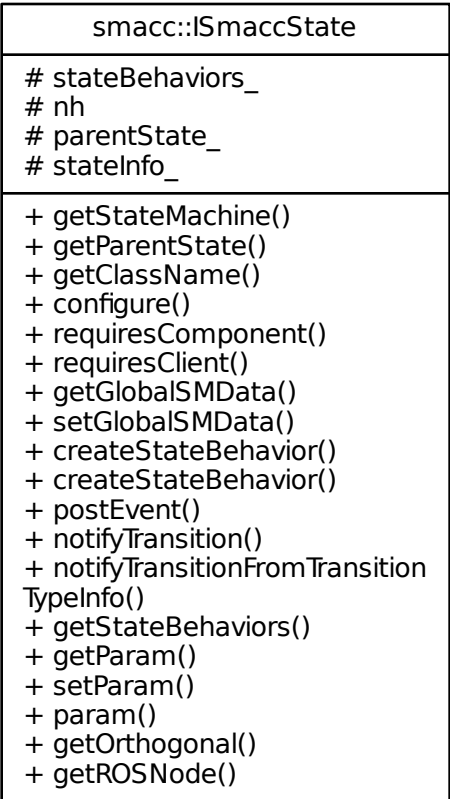 smacc::ISmaccState
# stateBehaviors_
# nh
# parentState_
# stateInfo_
+ getStateMachine()
+ getParentState()
+ getClassName()
+ configure()
+ requiresComponent()
+ requiresClient()
+ getGlobalSMData()
+ setGlobalSMData()
+ createStateBehavior()
+ createStateBehavior()
+ postEvent()
+ notifyTransition()
+ notifyTransitionFromTransition
TypeInfo()
+ getStateBehaviors()
+ getParam()
+ setParam()
+ param()
+ getOrthogonal()
+ getROSNode()